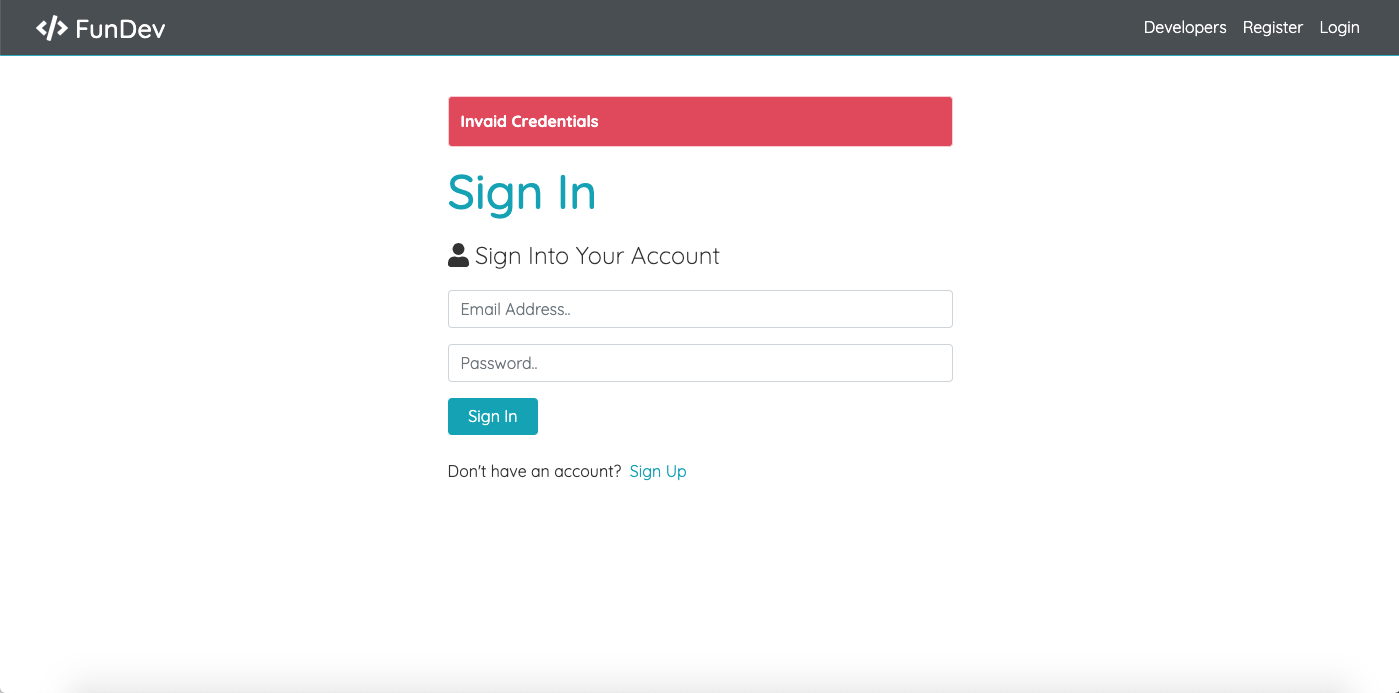 FunDev
Developers Register Login
Invaid Credentials
Sign In
Sign Into Your Account
Email Address..
Password..
Sign In
Don't have an account? Sign Up